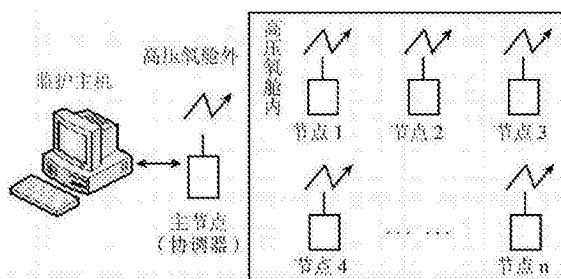 监护主机
高压氧舱外
主节点
(协调器)
高压氧舱内
节点 1
节点 2
节点 3
节点 4
... ...
节点 n